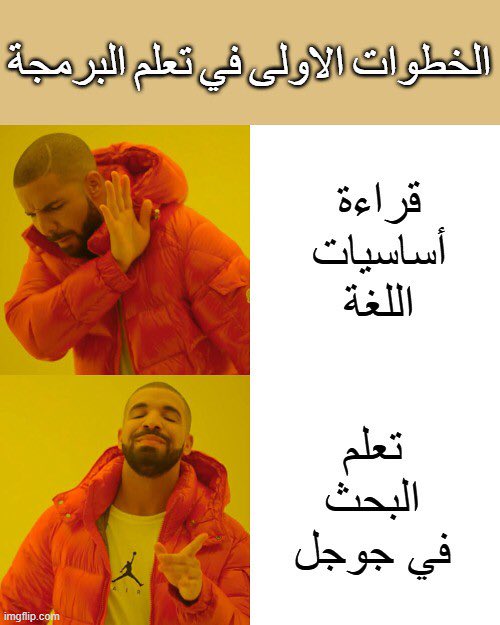 الخطوات الاولى في تعلم البرمجة
قراءة
أساسيات
اللغة
تعلم
البحث
في جوجل
imgflip.com